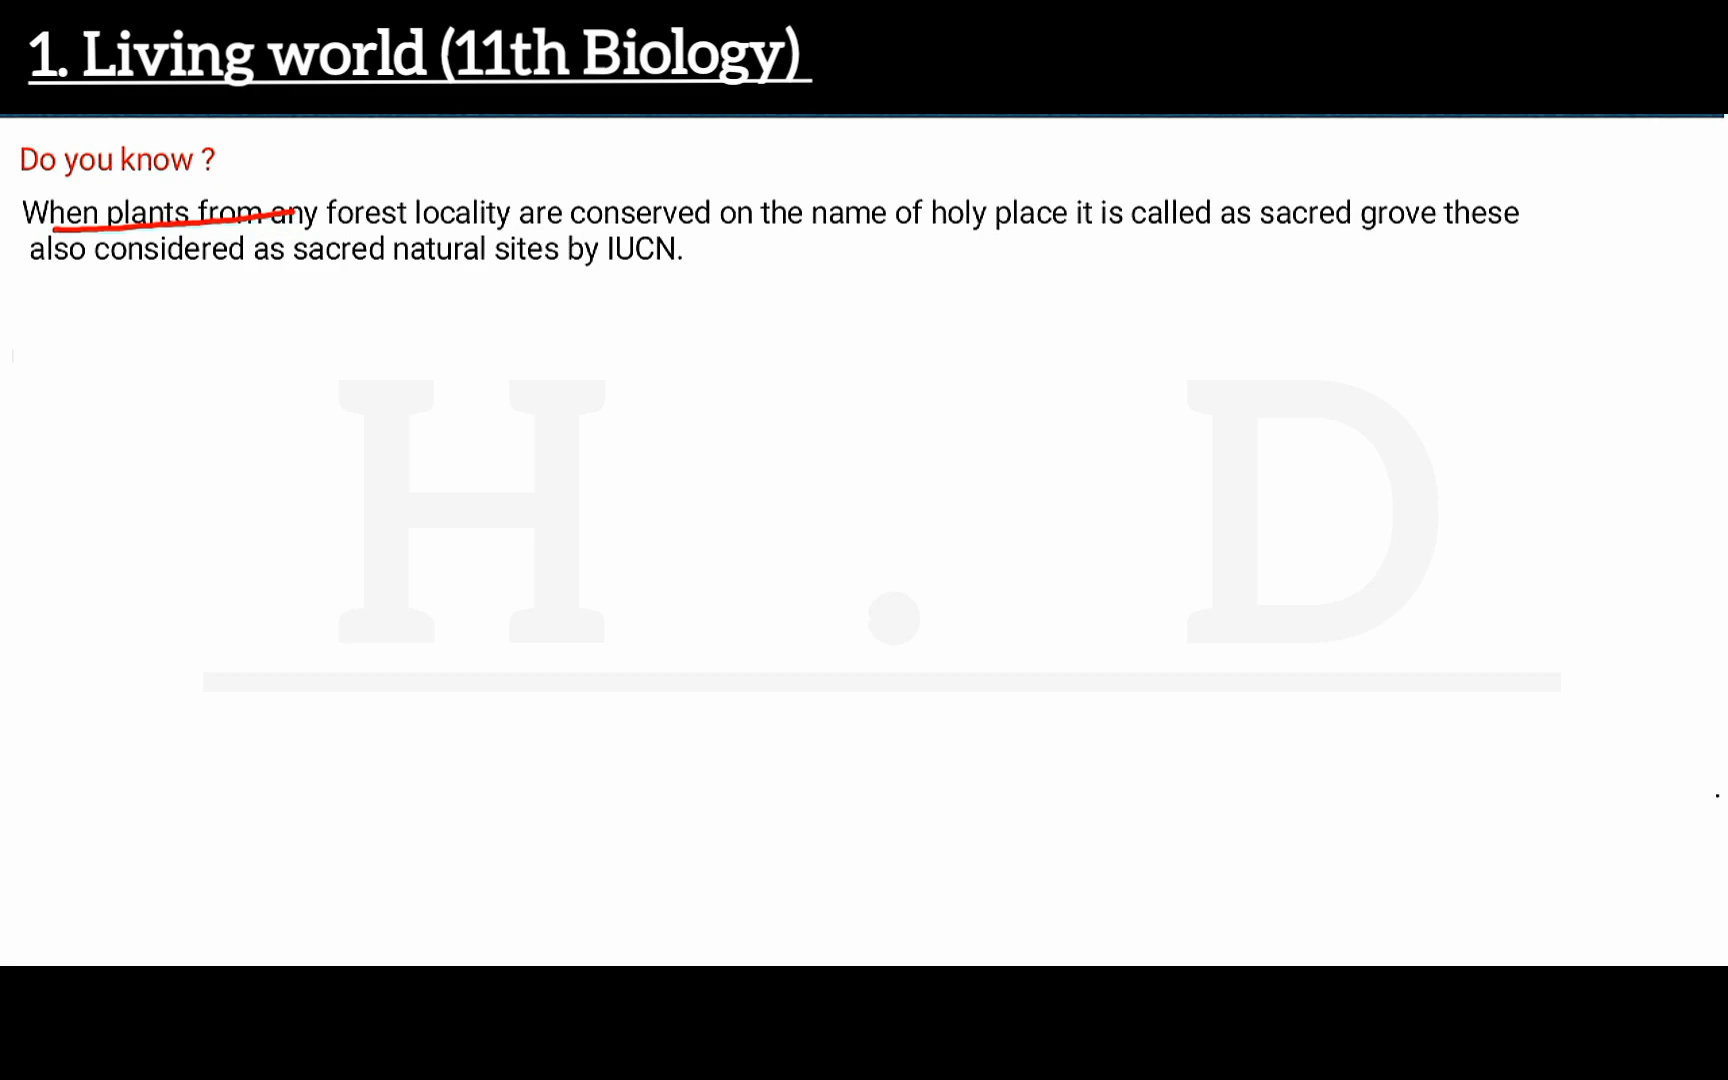 1. Living world (11th Biology)
Do you know ?
When plants from any forest locality are conserved on the name of holy place it is called as sacred grove these
also considered as sacred natural sites by IUCN.
H . D